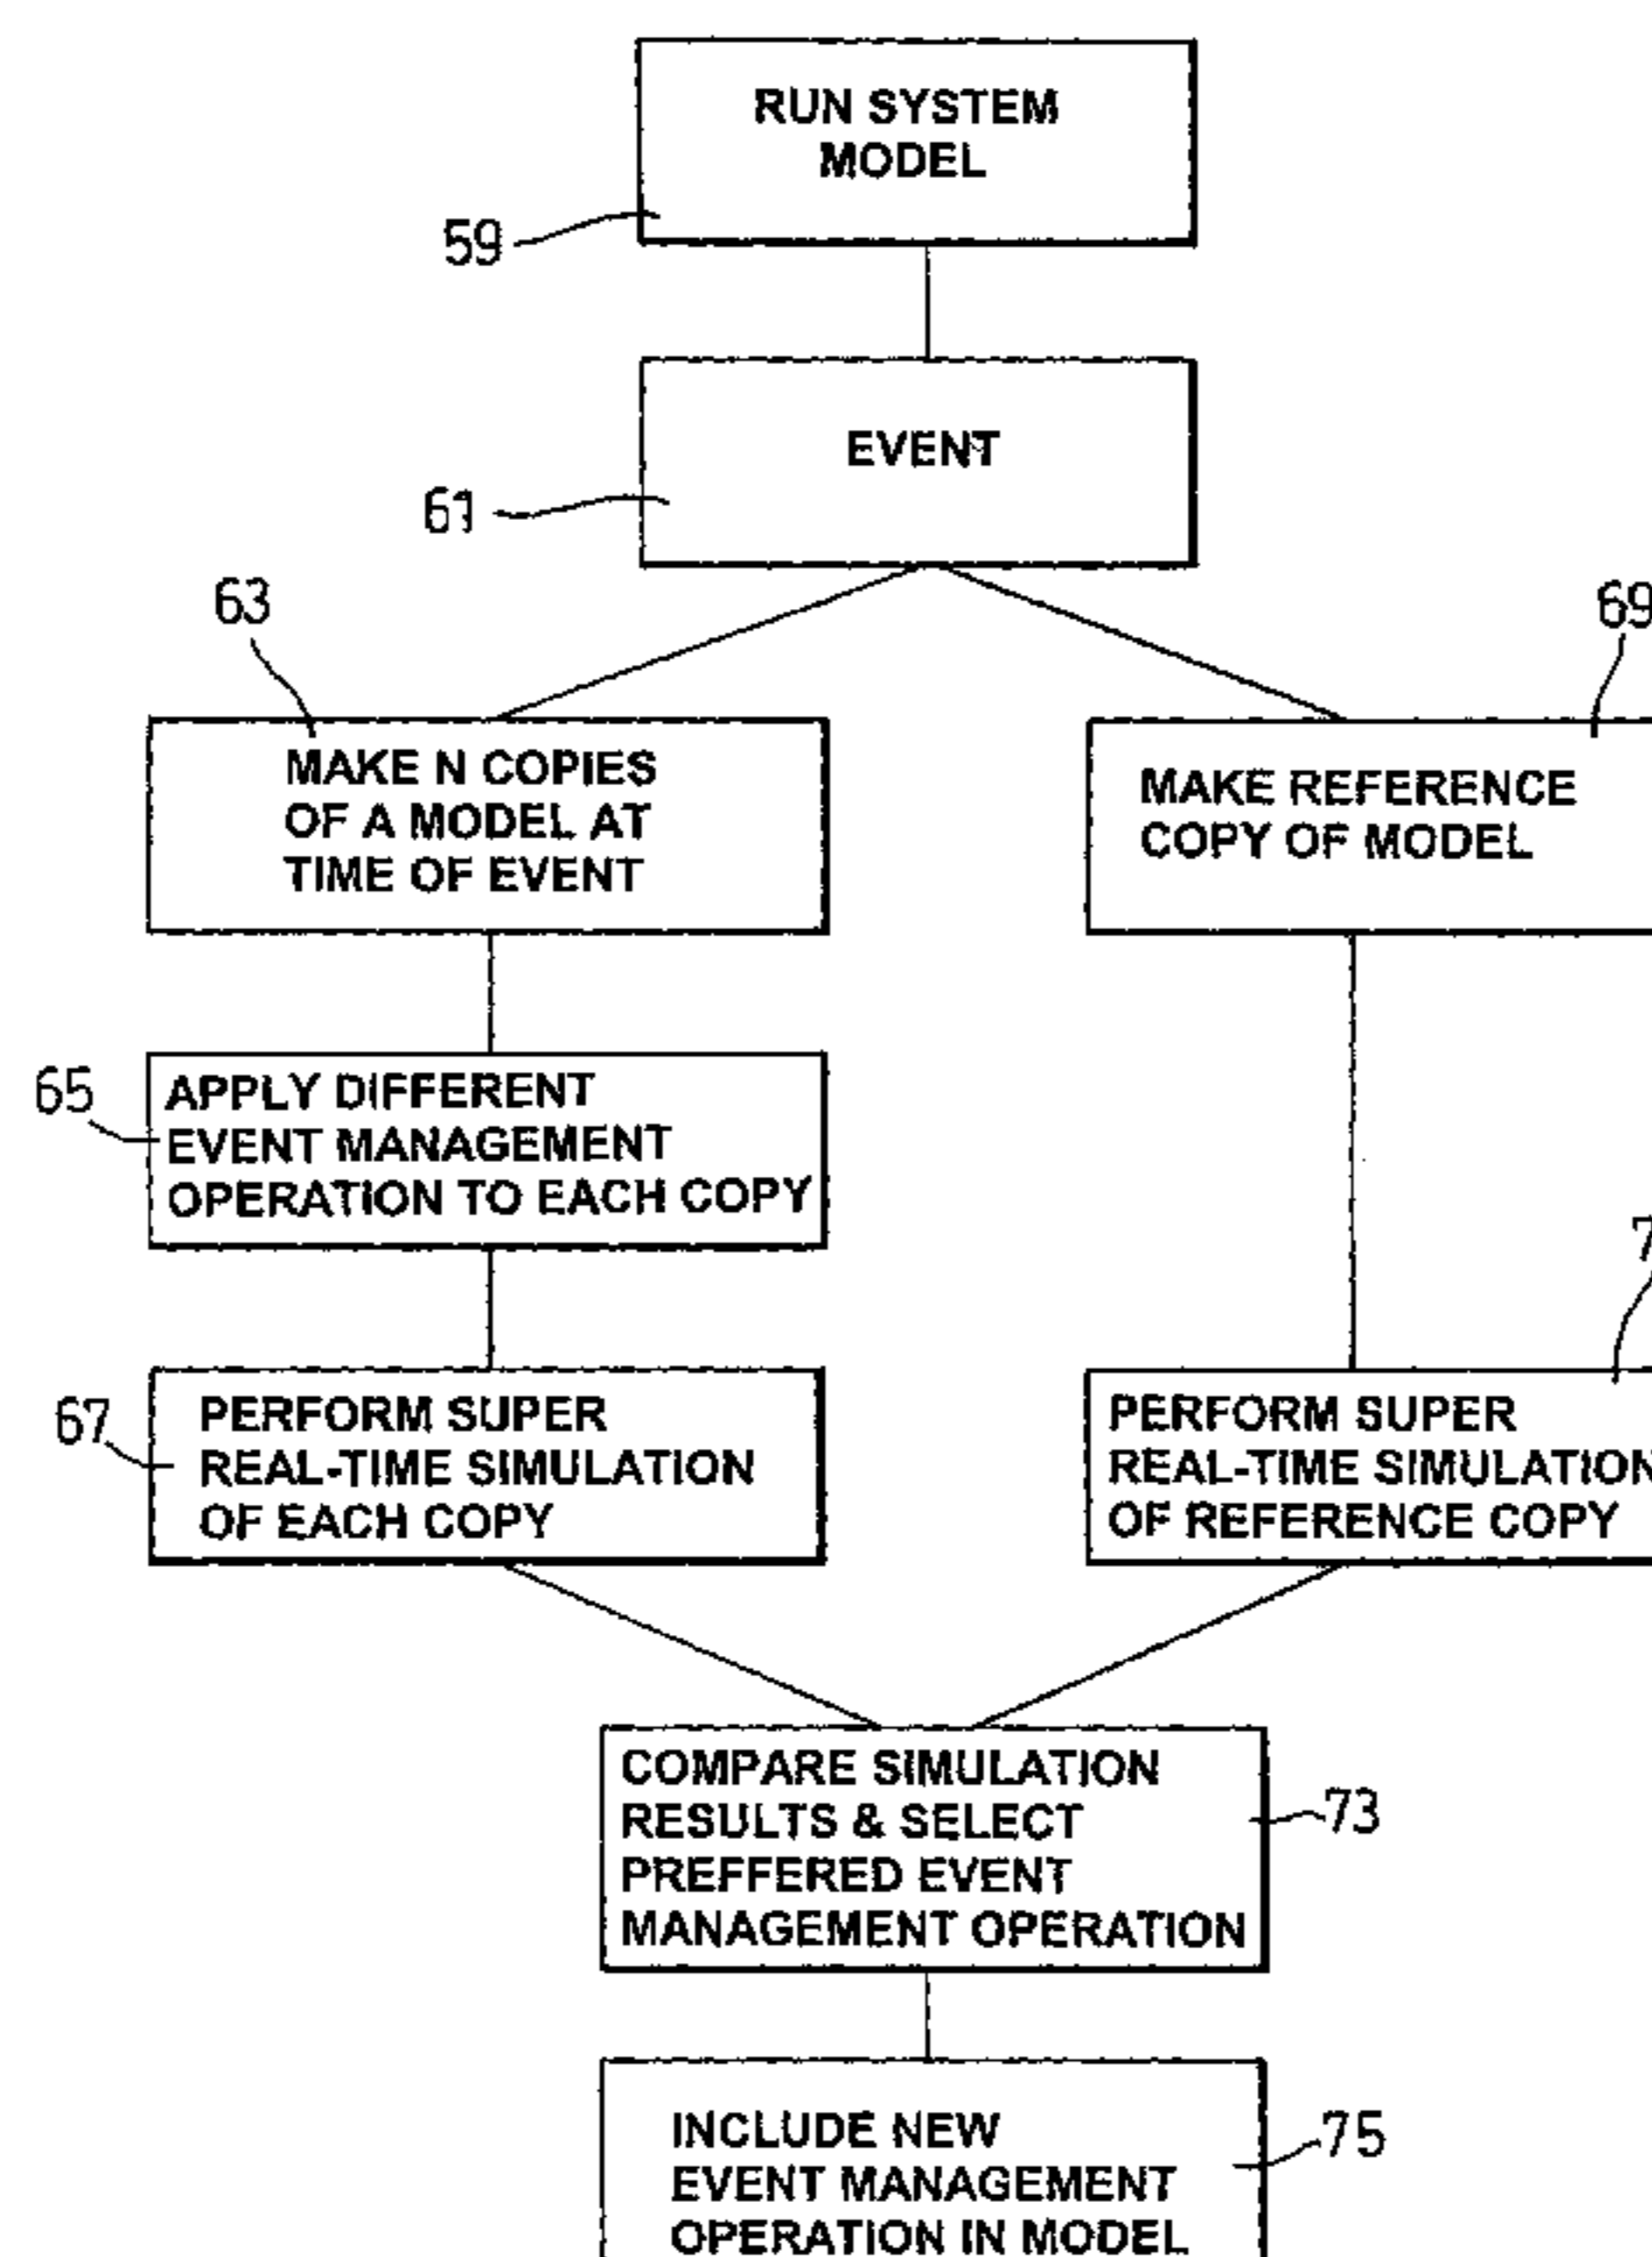 RUN SYSTEM
MODEL
59
EVENT
61
63
69
MAKE N COPIES
OF A MODEL AT
TIME OF EVENT
MAKE REFERENCE
COPY OF MODEL
65
APPLY DIFFERENT
EVENT MANAGEMENT
OPERATION TO EACH COPY
67
PERFORM SUPER
REAL-TIME SIMULATION
OF EACH COPY
PERFORM SUPER
REAL-TIME SIMULATION
OF REFERENCE COPY
COMPARE SIMULATION
RESULTS & SELECT
PREFFERED EVENT
MANAGEMENT OPERATION
73
INCLUDE NEW
EVENT MANAGEMENT
OPERATION IN MODEL
75